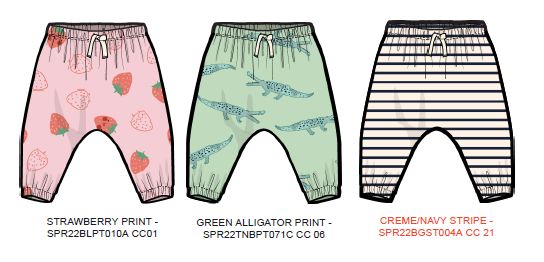 STRAWBERRY PRINT -
SPR22BLPT010A CC01
GREEN ALLIGATOR PRINT -
SPR22TNBPT071C CC 06
CREME/NAVY STRIPE -
SPR22BGST004A CC 21